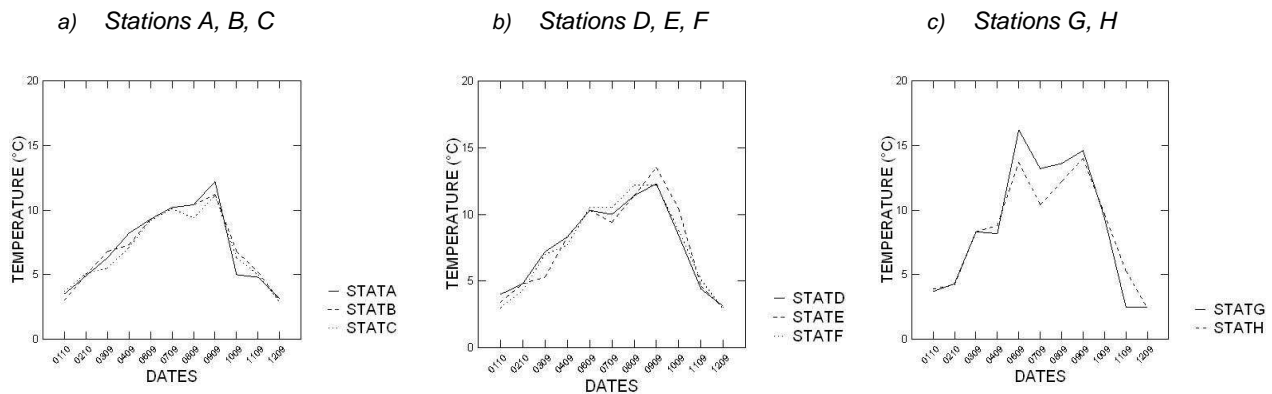 a) Stations A, B, C
20
15
10
5
0
TEMPERATURE (°C)
0110 0210 0309 0409 0609 0709 0809 0909 1009 1109 1209
DATES
STATA
STATB
STATC
b) Stations D, E, F
20
15
10
5
0
TEMPERATURE (°C)
0110 0210 0309 0409 0609 0709 0809 0909 1009 1109 1209
DATES
STATD
STATE
STATF
c) Stations G, H
20
15
10
5
0
TEMPERATURE (°C)
0110 0210 0309 0409 0609 0709 0809 0909 1009 1109 1209
DATES
STATG
STATH